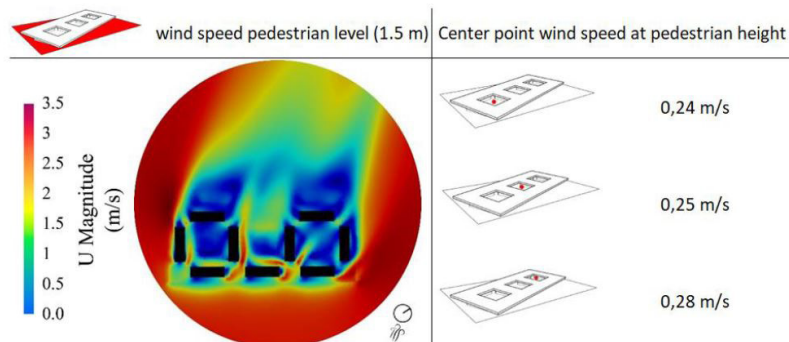 wind speed pedestrian level (1.5 m)
Center point wind speed at pedestrian height
3.5
3
2.5
2
1.5
1
0.5
0.0
U Magnitude
(m/s)
0,24 m/s
0,25 m/s
0,28 m/s